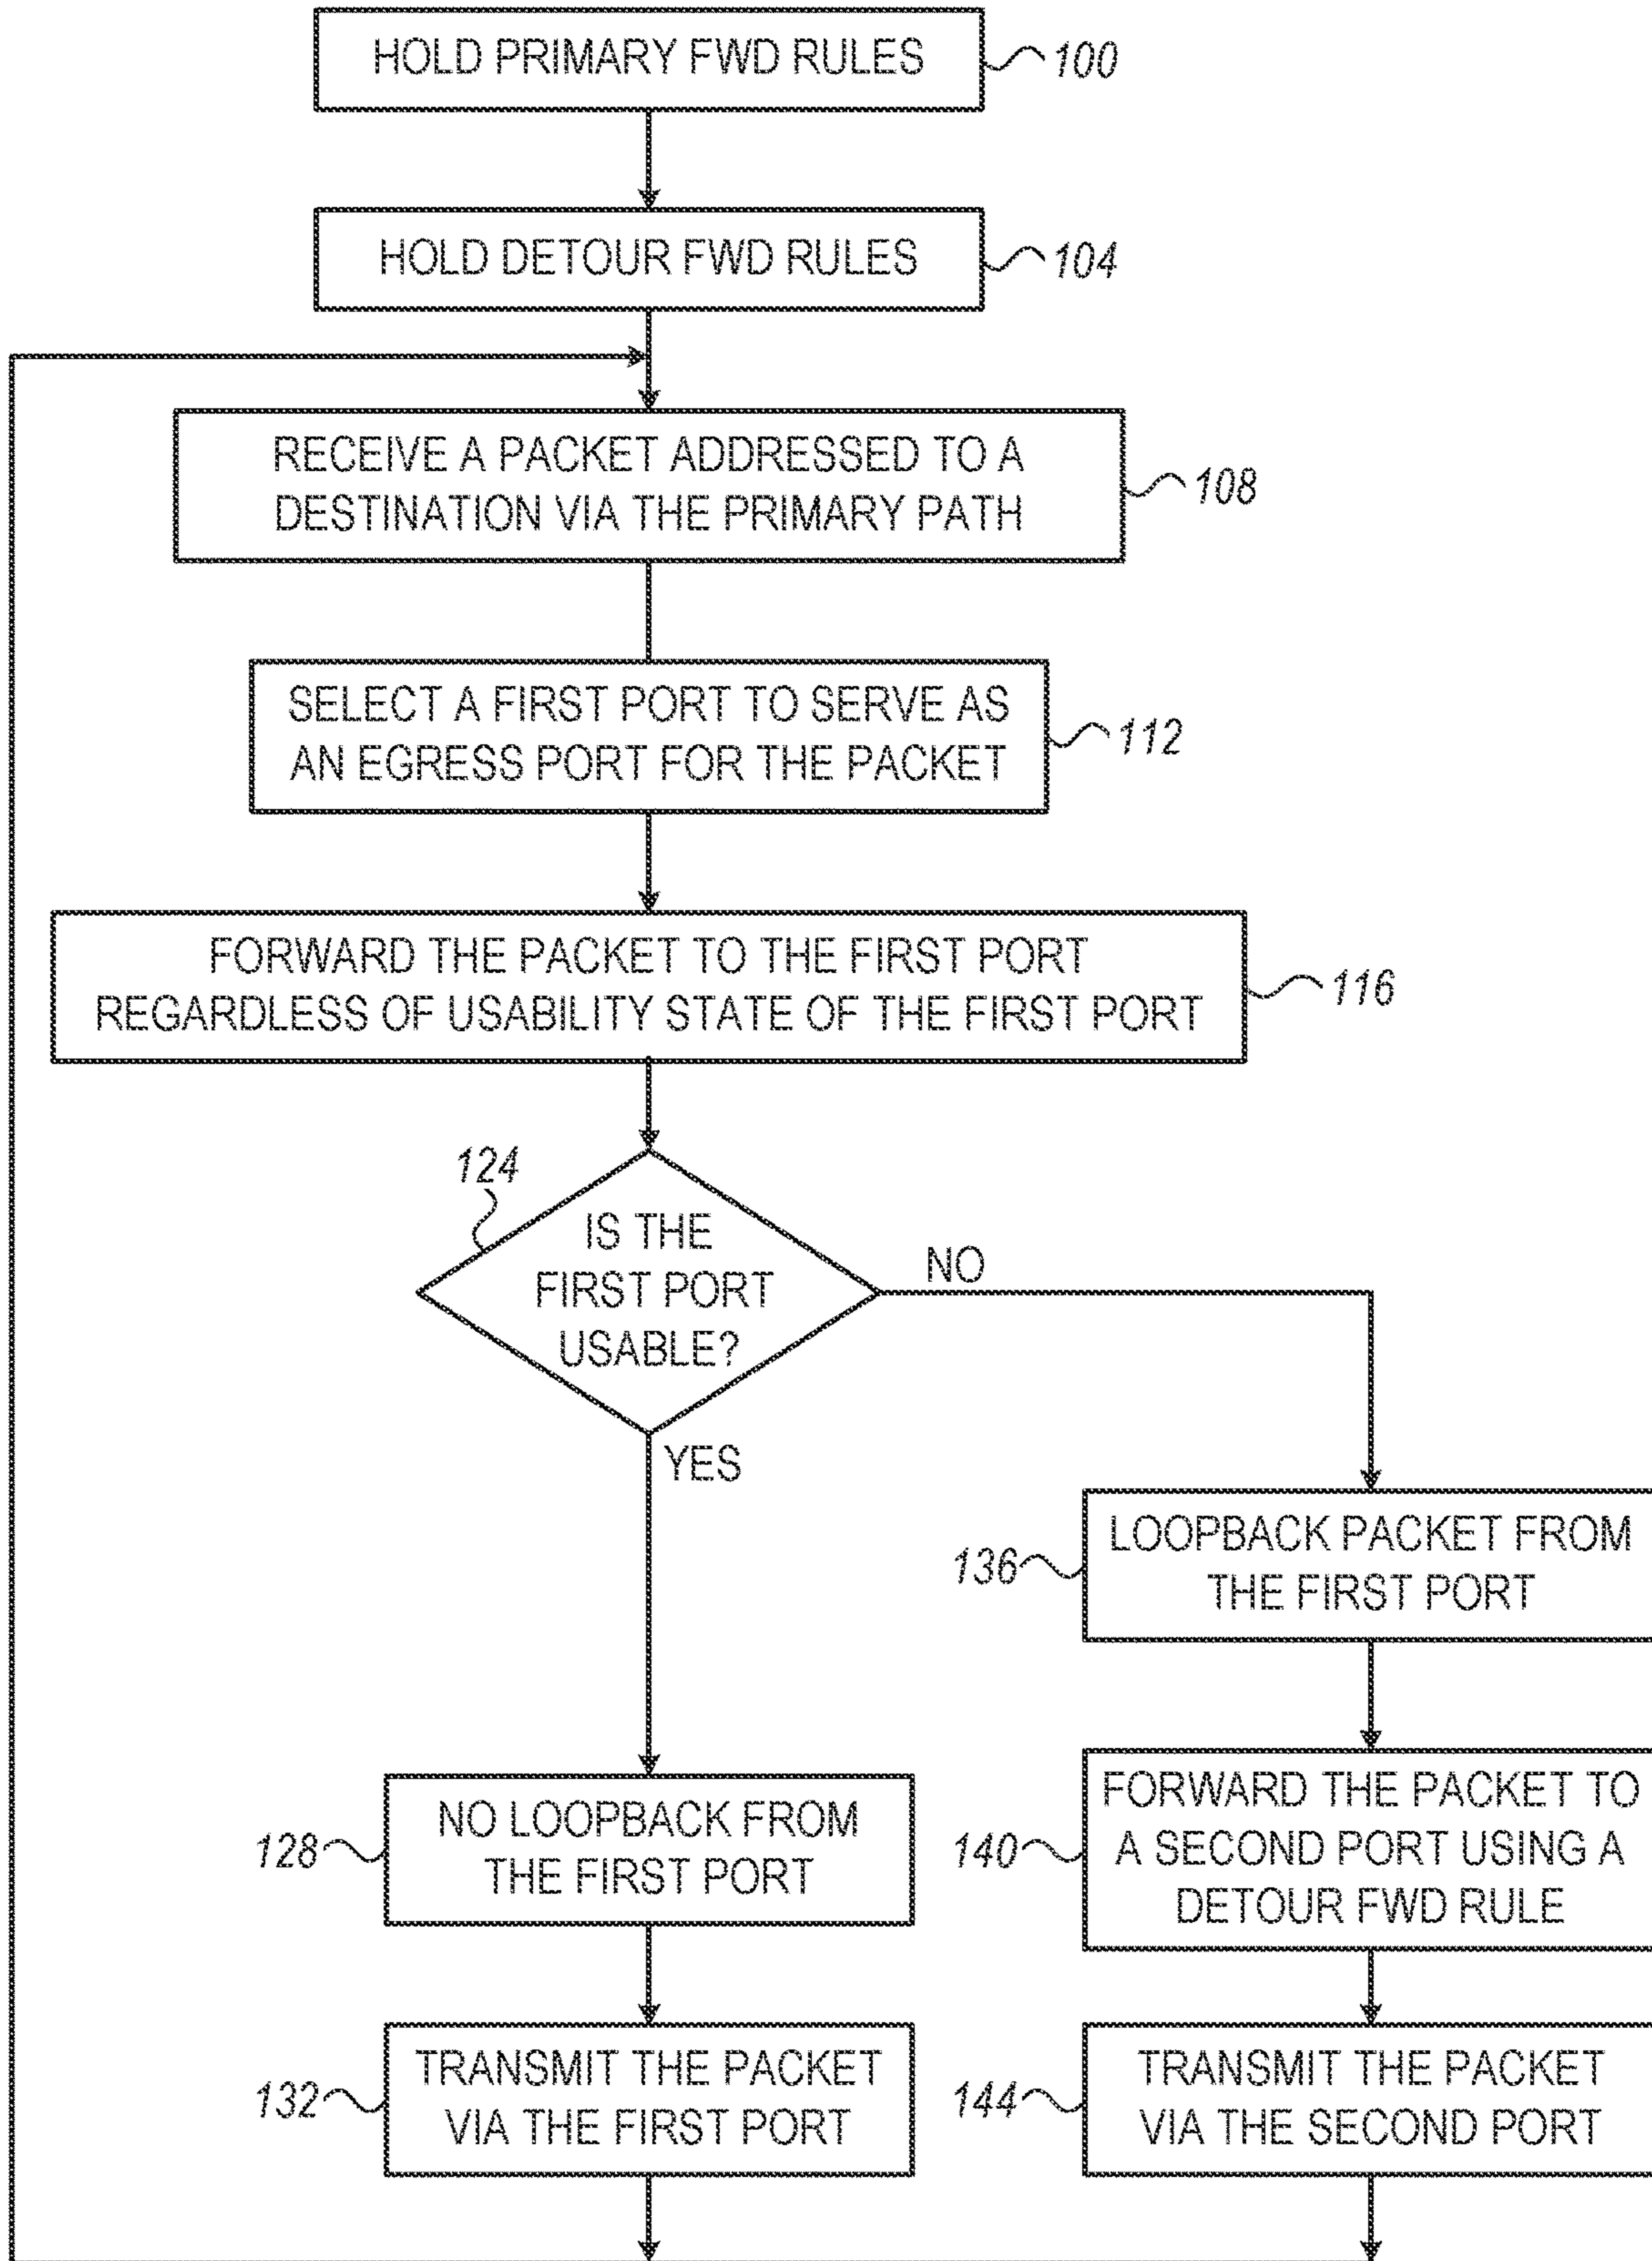 HOLD PRIMARY FWD RULES
100
HOLD DETOUR FWD RULES
104
RECEIVE A PACKET ADDRESSED TO A
DESTINATION VIA THE PRIMARY PATH
108
SELECT A FIRST PORT TO SERVE AS
AN EGRESS PORT FOR THE PACKET
112
FORWARD THE PACKET TO THE FIRST PORT
REGARDLESS OF USABILITY STATE OF THE FIRST PORT
116
124
IS THE
FIRST PORT
USABLE?
NO
YES
136
LOOPBACK PACKET FROM
THE FIRST PORT
128
NO LOOPBACK FROM
THE FIRST PORT
140
FORWARD THE PACKET TO
A SECOND PORT USING A
DETOUR FWD RULE
132
TRANSMIT THE PACKET
VIA THE FIRST PORT
144
TRANSMIT THE PACKET
VIA THE SECOND PORT